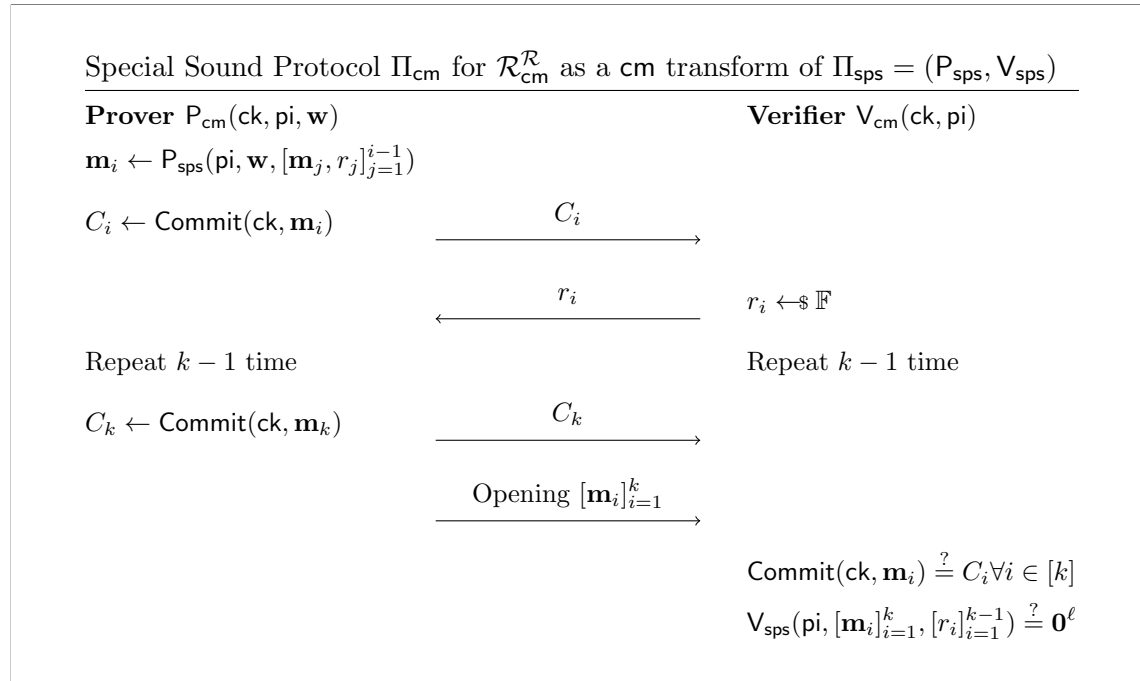 Special Sound Protocol Π_cm for R_cm^R as a cm transform of Π_sps = (P_sps, V_sps)
Prover P_cm(ck, pi, w) Verifier V_cm(ck, pi)
m_i ← P_sps(pi, w, [m_j, r_j]_{j=1}^{i−1})
C_i ← Commit(ck, m_i) C_i
r_i r_i ←$ 𝔽
Repeat k − 1 time Repeat k − 1 time
C_k ← Commit(ck, m_k) C_k
Opening [m_i]_{i=1}^k
Commit(ck, m_i) ≟ C_i∀i ∈ [k]
V_sps(pi, [m_i]_{i=1}^k, [r_i]_{i=1}^{k−1}) ≟ 0^ℓ